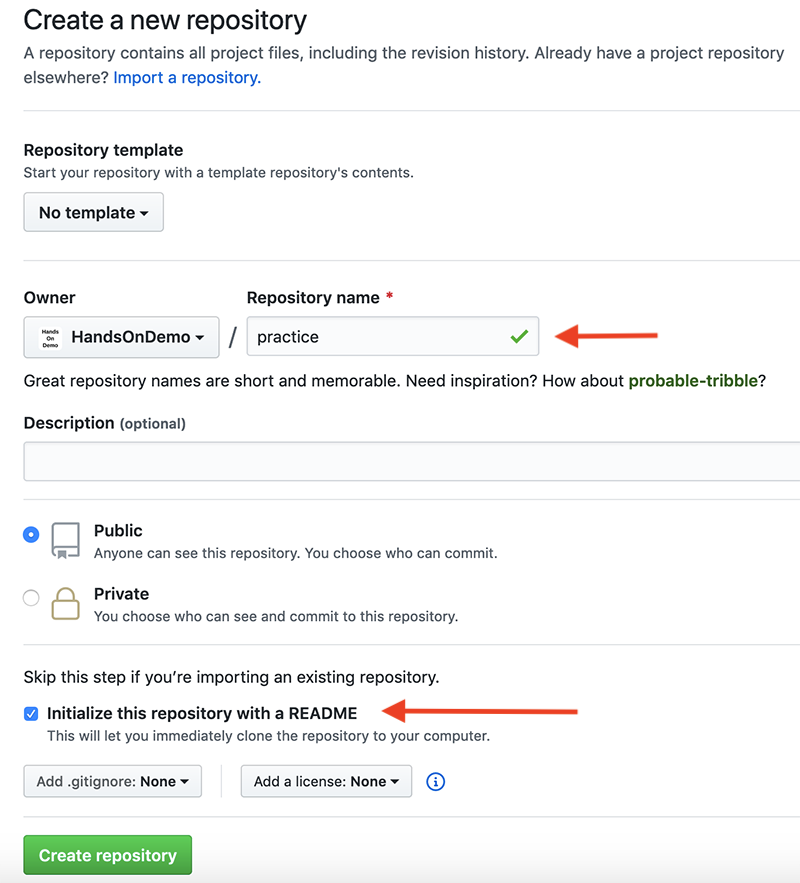 Create a new repository
A repository contains all project files, including the revision history. Already have a project repository
elsewhere? Import a repository.
Repository template
Start your repository with a template repository's contents.
No template
Owner
Repository name *
Hands
On
Demo
HandsOnDemo
/
practice
Great repository names are short and memorable. Need inspiration? How about probable-tribble?
Description (optional)
Public
Anyone can see this repository. You choose who can commit.
Private
You choose who can see and commit to this repository.
Skip this step if you’re importing an existing repository.
Initialize this repository with a README
This will let you immediately clone the repository to your computer.
Add .gitignore: None
Add a license: None
Create repository